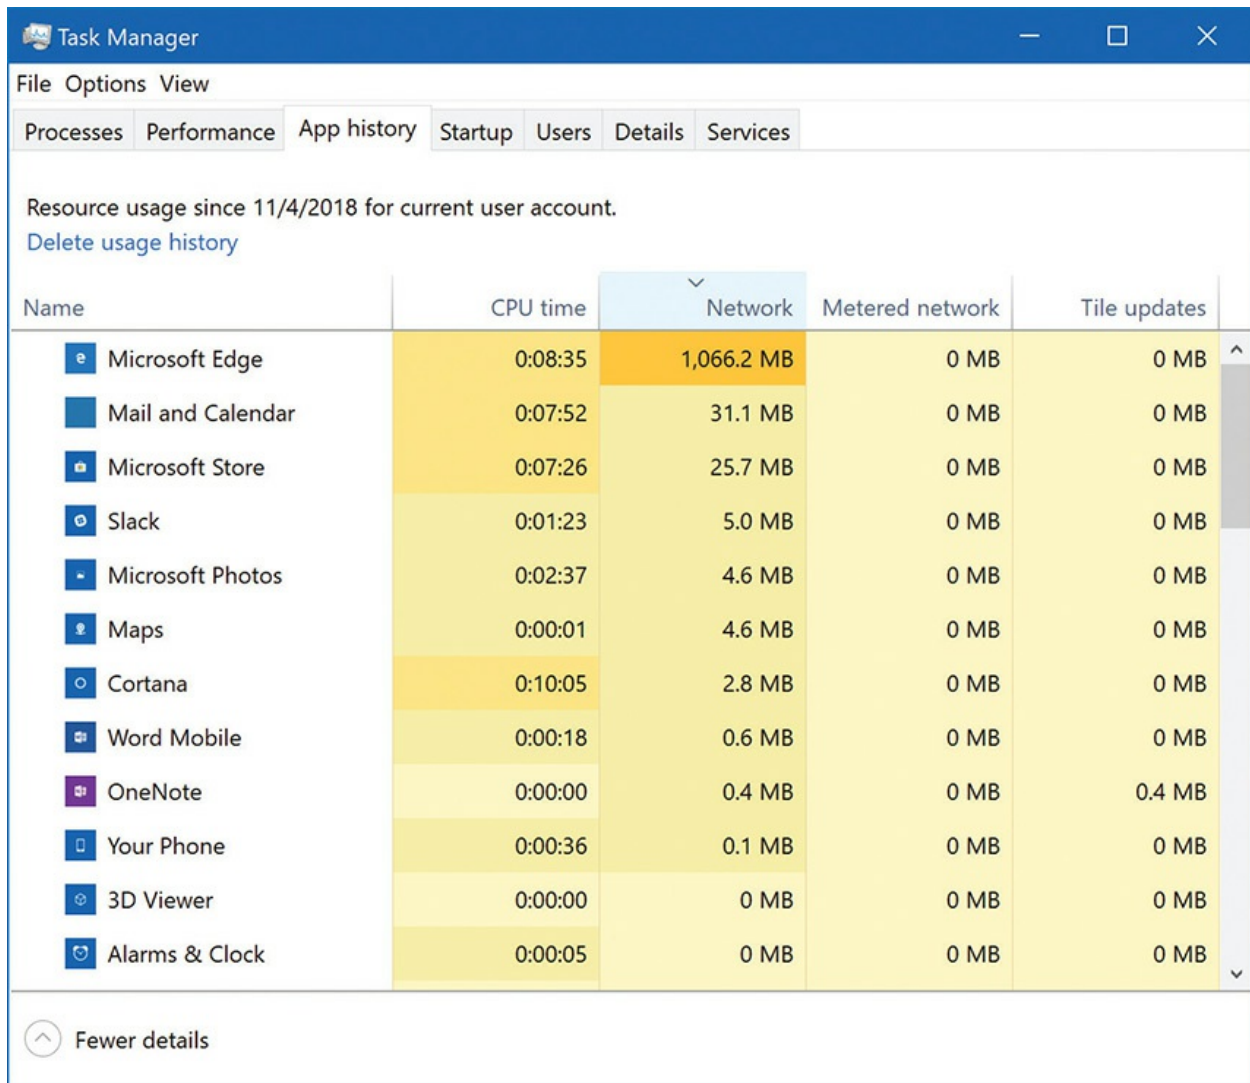 Task Manager
File Options View
Processes Performance App history Startup Users Details Services
Resource usage since 11/4/2018 for current user account.
Delete usage history
Name CPU time Network Metered network Tile updates
Microsoft Edge 0:08:35 1,066.2 MB 0 MB 0 MB
Mail and Calendar 0:07:52 31.1 MB 0 MB 0 MB
Microsoft Store 0:07:26 25.7 MB 0 MB 0 MB
Slack 0:01:23 5.0 MB 0 MB 0 MB
Microsoft Photos 0:02:37 4.6 MB 0 MB 0 MB
Maps 0:00:01 4.6 MB 0 MB 0 MB
Cortana 0:10:05 2.8 MB 0 MB 0 MB
Word Mobile 0:00:18 0.6 MB 0 MB 0 MB
OneNote 0:00:00 0.4 MB 0 MB 0.4 MB
Your Phone 0:00:36 0.1 MB 0 MB 0 MB
3D Viewer 0:00:00 0 MB 0 MB 0 MB
Alarms & Clock 0:00:05 0 MB 0 MB 0 MB
Fewer details